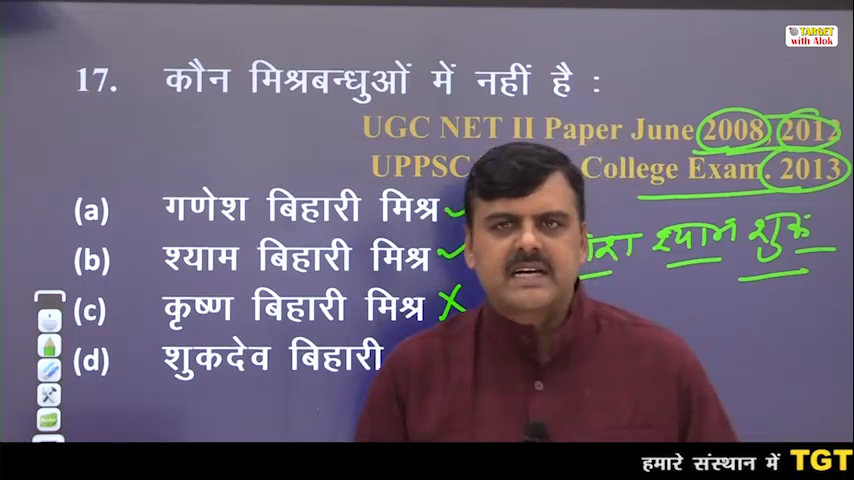 TARGET
with Alok
17. कौन मिश्रबन्धुओं में नहीं है :
UGC NET II Paper June 2008, 2012
UPPSC College Exam. 2013
(a) गणेश बिहारी मिश्र
(b) श्याम बिहारी मिश्र
श्याम शुक
(c) कृष्ण बिहारी मिश्र
(d) शुकदेव बिहारी
हमारे संस्थान में TGT